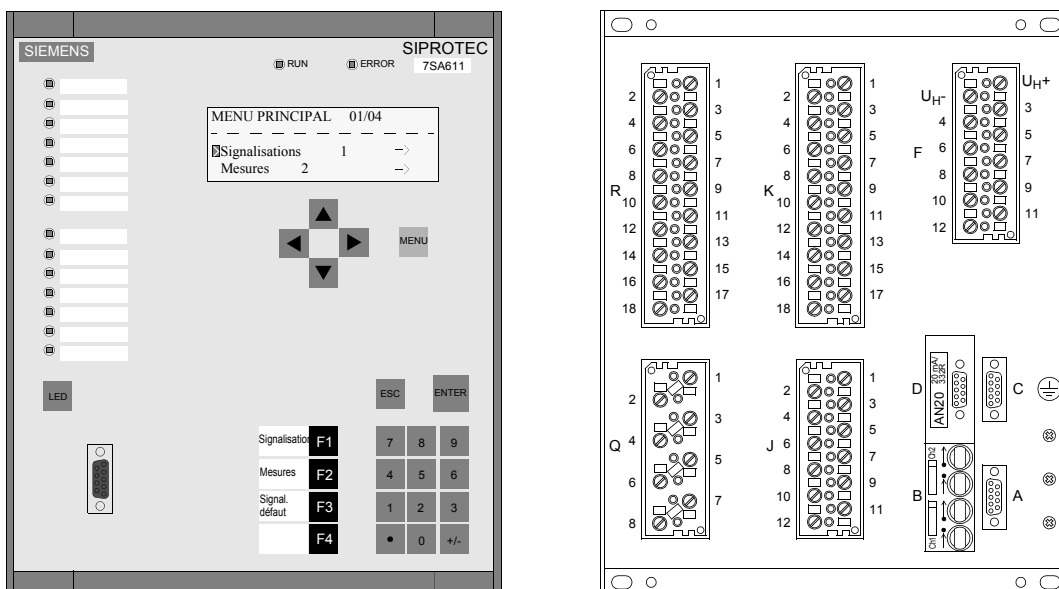 SIEMENS
SIPROTEC
RUN
ERROR
7SA611
MENU PRINCIPAL 01/04
Signalisations 1
Mesures 2
MENU
LED
ESC
ENTER
Signalisation
F1
7 8 9
Mesures
F2
4 5 6
Signal.
défaut
F3
1 2 3
F4
• 0 +/-
R
1
2
3
4
5
6
7
8
9
10
11
12
13
14
15
16
17
18
K
1
2
3
4
5
6
7
8
9
10
11
12
13
14
15
16
17
18
F
UH+
UH-
3
4
5
6
7
8
9
10
11
12
Q
1
2
3
4
5
6
7
8
J
1
2
3
4
5
6
7
8
9
10
11
12
D
AN20
20 mA/
332R
C
B
Ch2
Ch1
A